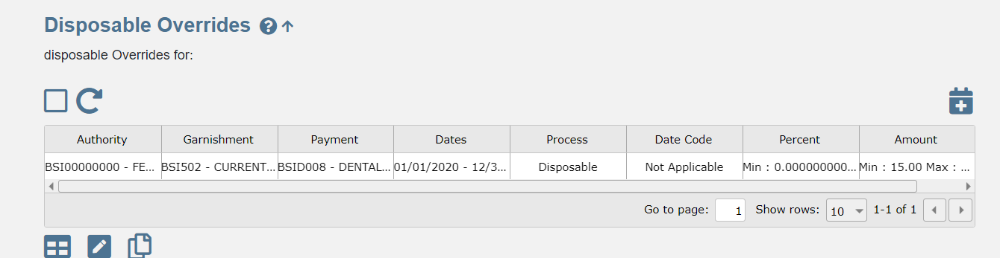 Disposable Overrides ?
disposable Overrides for:
Authority Garnishment Payment Dates Process Date Code Percent Amount
BSI00000000 - FE... BSI502 - CURRENT... BSID008 - DENTAL... 01/01/2020 - 12/3... Disposable Not Applicable Min : 0.000000000... Min : 15.00 Max : ...
Go to page: 1 Show rows: 10 1-1 of 1